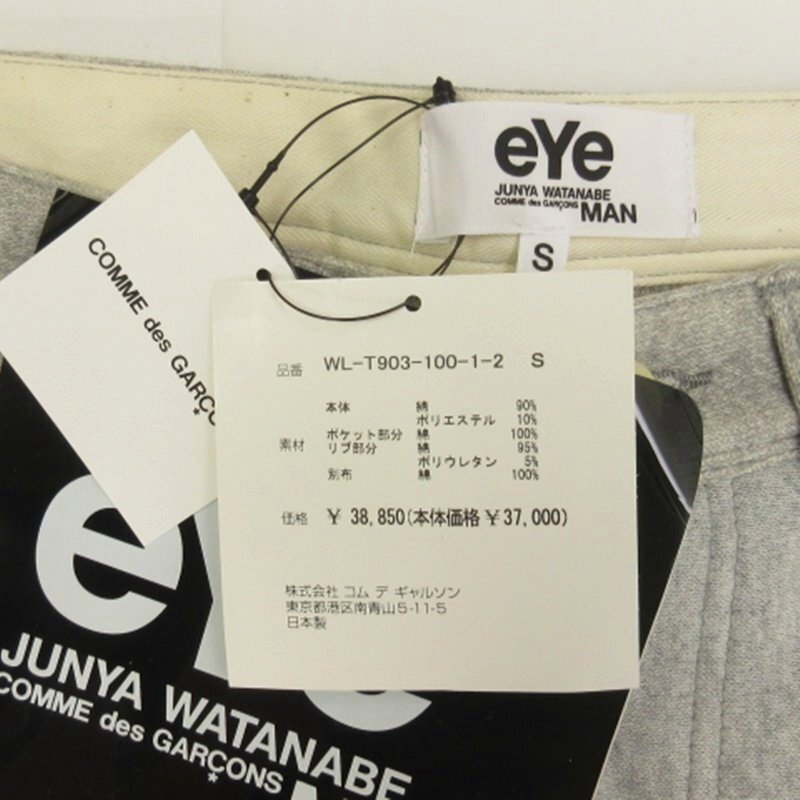 eYe
JUNYA WATANABE
COMME des GARÇONS MAN
S
COMME des GARÇ
*
品番 WL-T903-100-1-2 S
素材
本体 綿 90%
ポリエステル 10%
ポケット部分 綿 100%
リブ部分 綿 95%
ポリウレタン 5%
別布 綿 100%
価格 ¥ 38,850(本体価格¥37,000)
株式会社 コム デ ギャルソン
東京都港区南青山5-11-5
日本製
e e
JUNYA WATANABE
COMME des GARÇONS
*